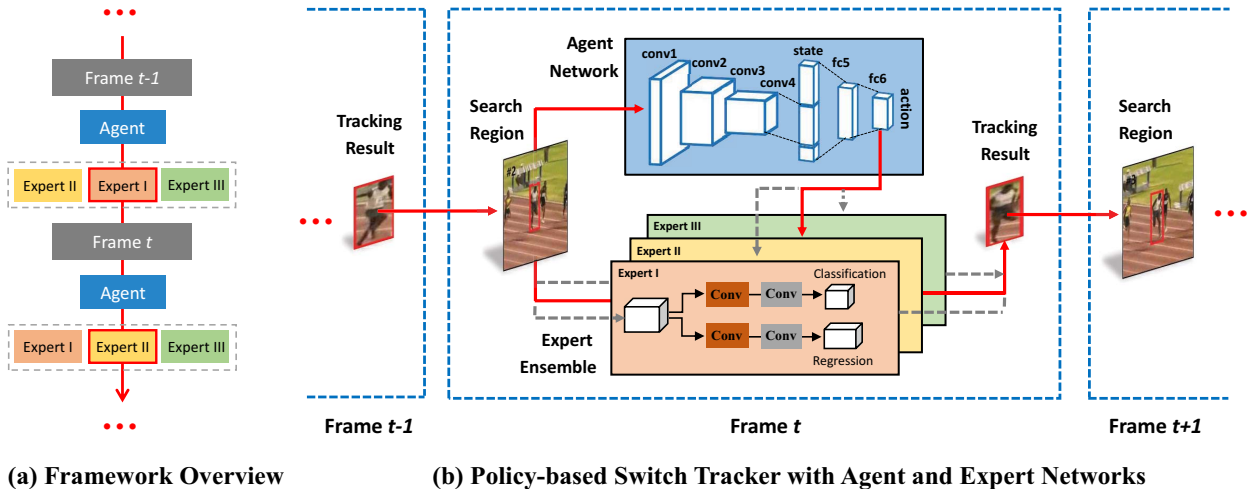 Frame t-1
Agent
Expert II Expert I Expert III
Frame t
Agent
Expert I Expert II Expert III
(a) Framework Overview
Tracking
Result
Frame t-1
Search
Region
#2
Agent
Network
conv1
conv2
conv3
conv4
state
fc5
fc6
action
Expert III
Expert II
Expert I
Classification
Conv Conv
Conv Conv
Regression
Expert
Ensemble
Tracking
Result
Frame t
Search
Region
Frame t+1
(b) Policy-based Switch Tracker with Agent and Expert Networks